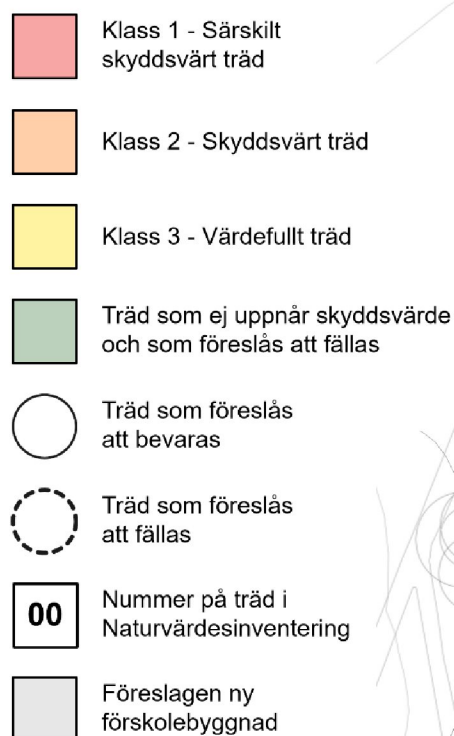 Klass 1 - Särskilt
skyddsvärt träd
Klass 2 - Skyddsvärt träd
Klass 3 - Värdefullt träd
Träd som ej uppnår skyddsvärde
och som föreslås att fällas
Träd som föreslås
att bevaras
Träd som föreslås
att fällas
00
Nummer på träd i
Naturvärdesinventering
Föreslagen ny
förskolebyggnad